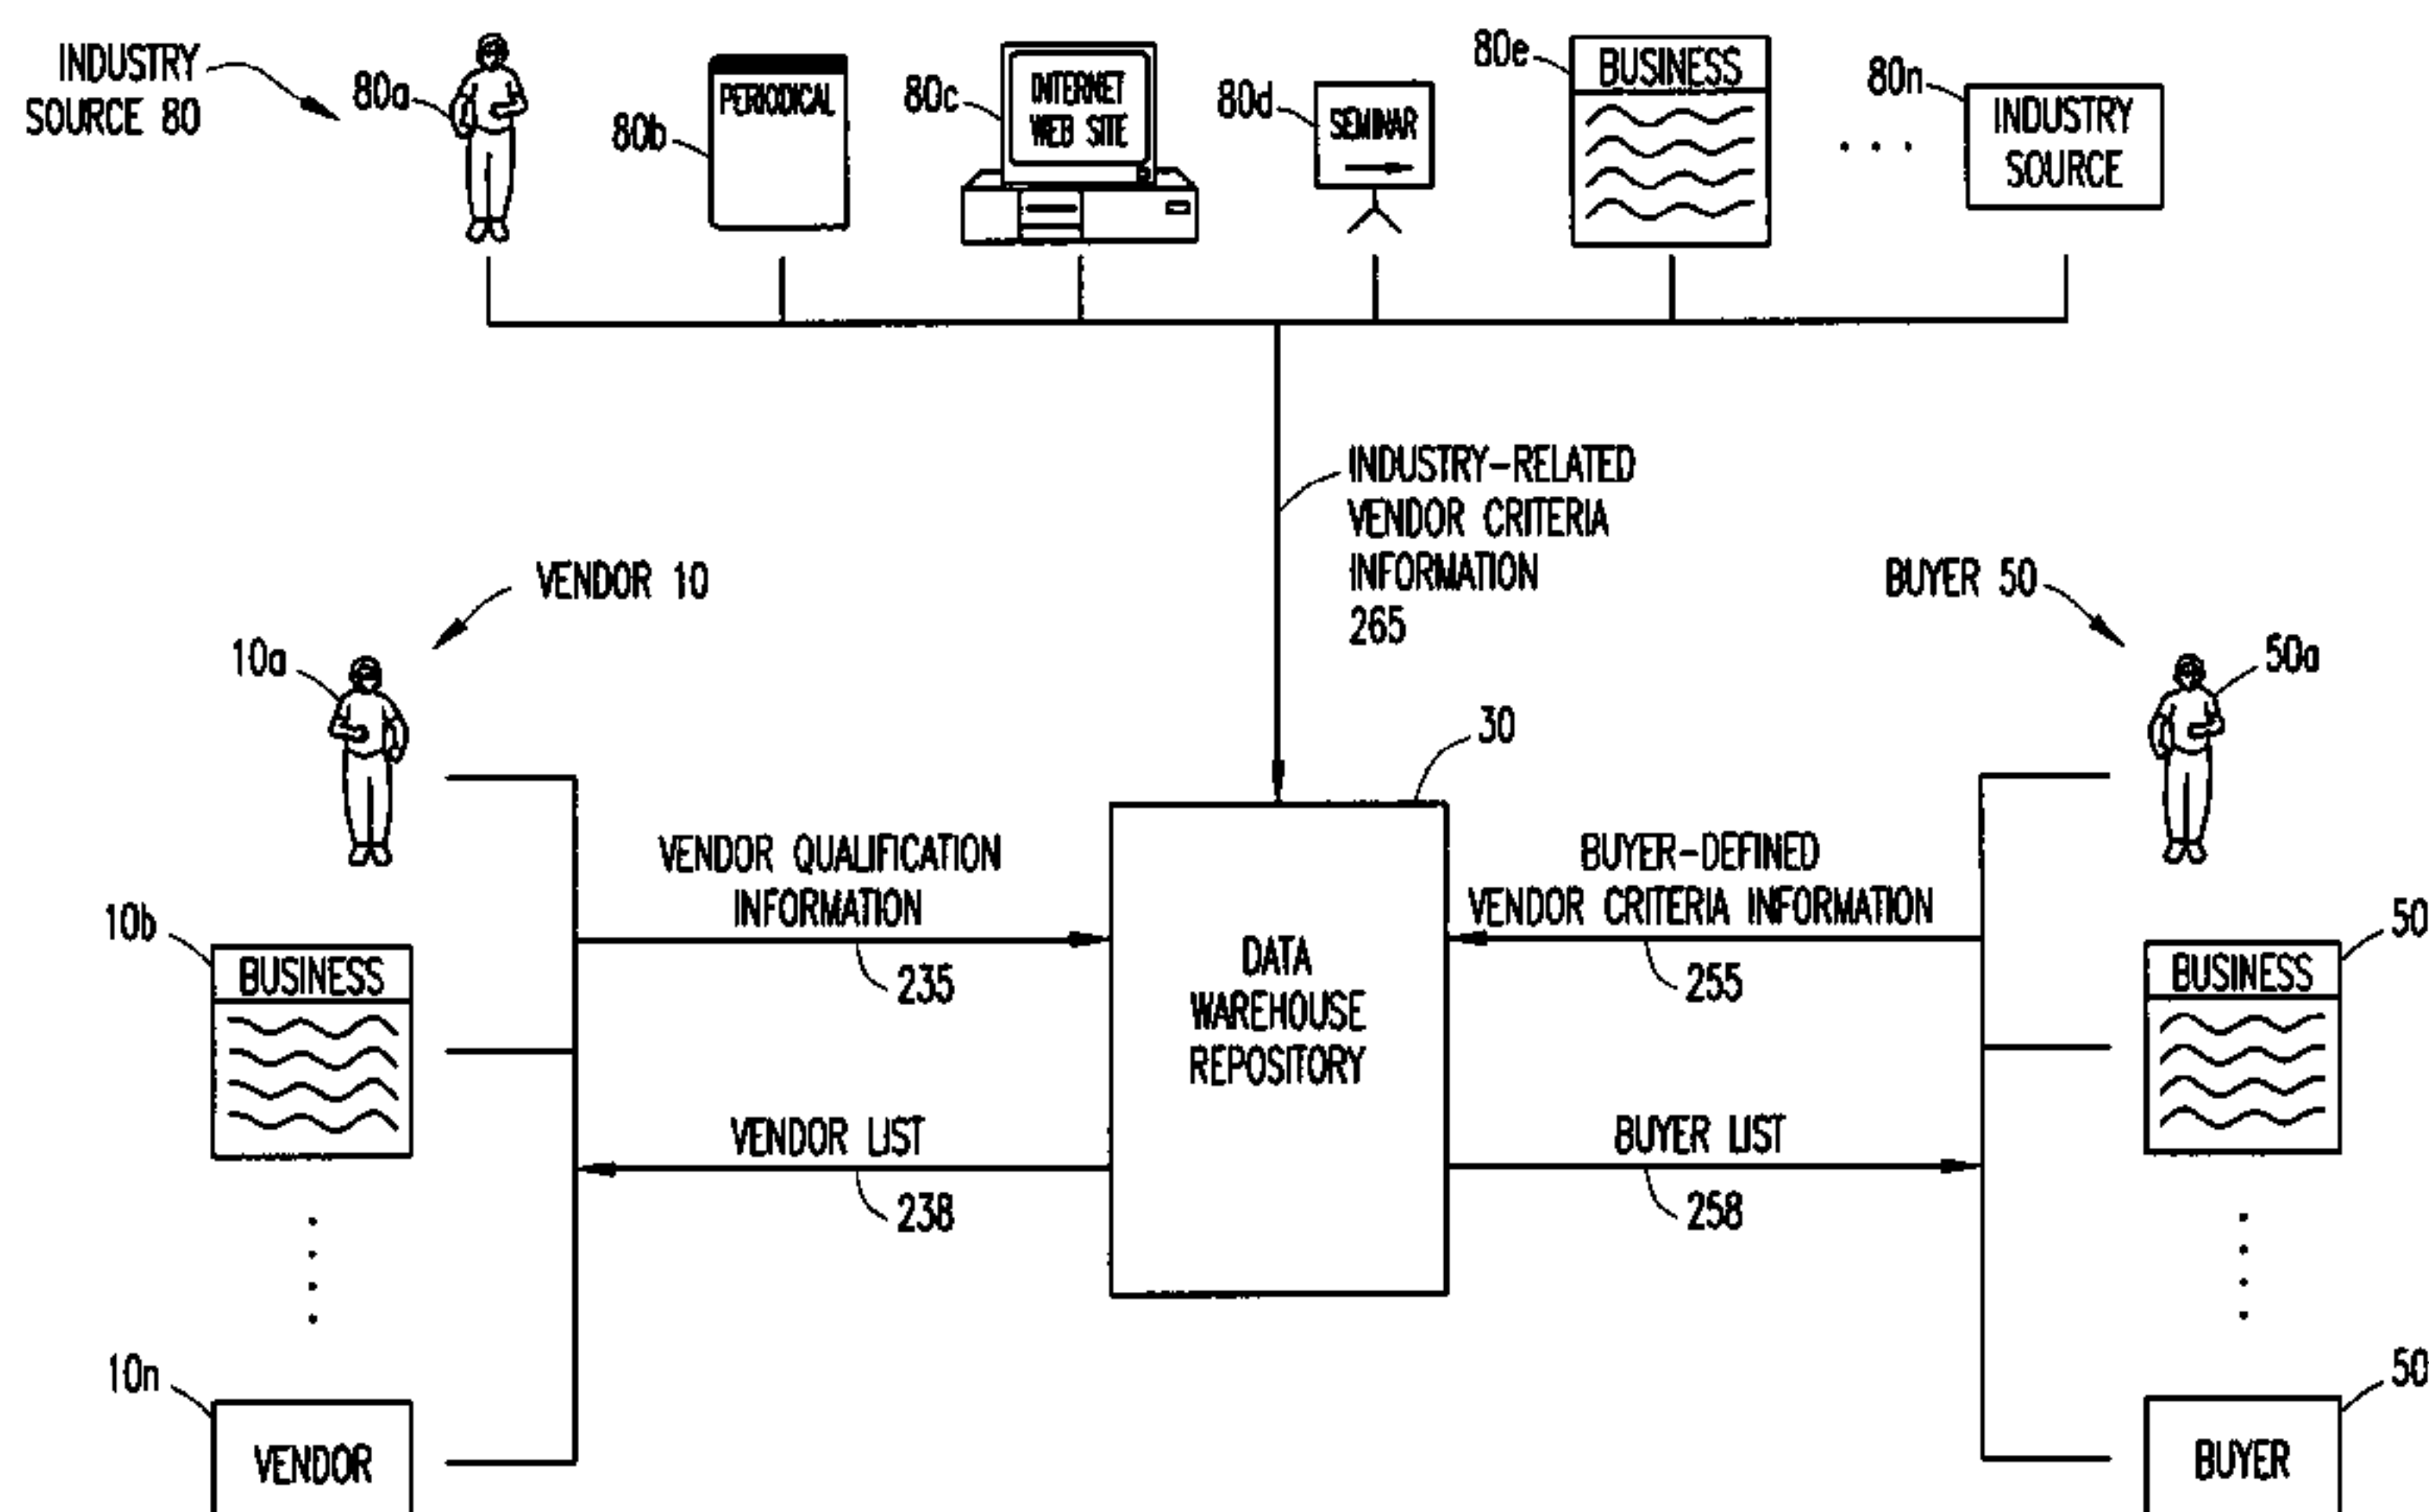 INDUSTRY
SOURCE 80
80a
80b
PERIODICAL
80c
INTERNET
WEB SITE
80d
SEMINAR
80e
BUSINESS
. . .
80n
INDUSTRY
SOURCE
INDUSTRY-RELATED
VENDOR CRITERIA
INFORMATION
265
VENDOR 10
10a
BUYER 50
50a
30
VENDOR QUALIFICATION
INFORMATION
235
BUYER-DEFINED
VENDOR CRITERIA INFORMATION
255
10b
BUSINESS
DATA
WAREHOUSE
REPOSITORY
50
BUSINESS
VENDOR LIST
238
BUYER LIST
258
10n
VENDOR
50
BUYER